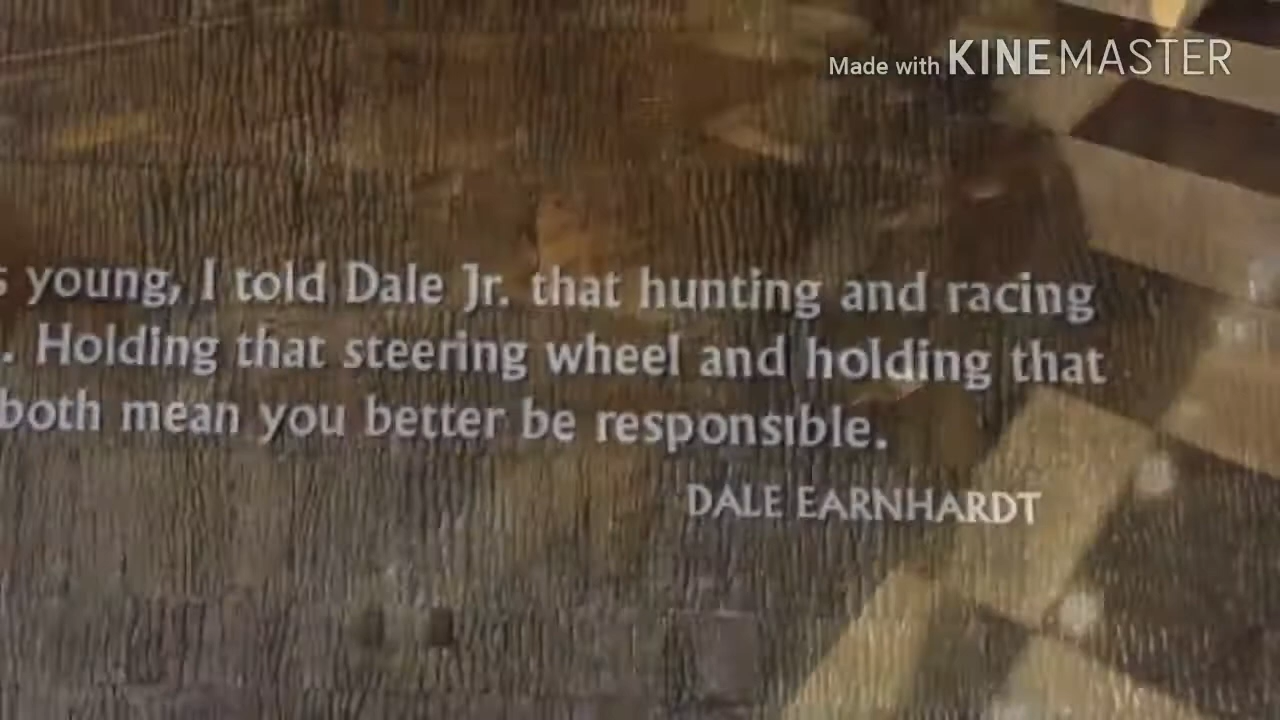 Made with KINEMASTER
young, I told Dale Jr. that hunting and racing
. Holding that steering wheel and holding that
both mean you better be responsible.
DALE EARNHARDT